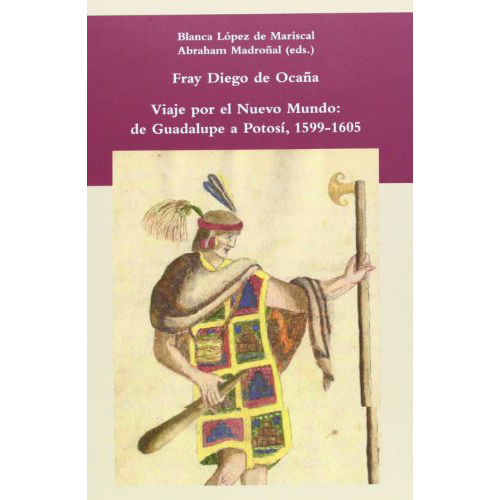 Blanca López de Mariscal
Abraham Madroñal (eds.)
Fray Diego de Ocaña
Viaje por el Nuevo Mundo:
de Guadalupe a Potosí, 1599-1605